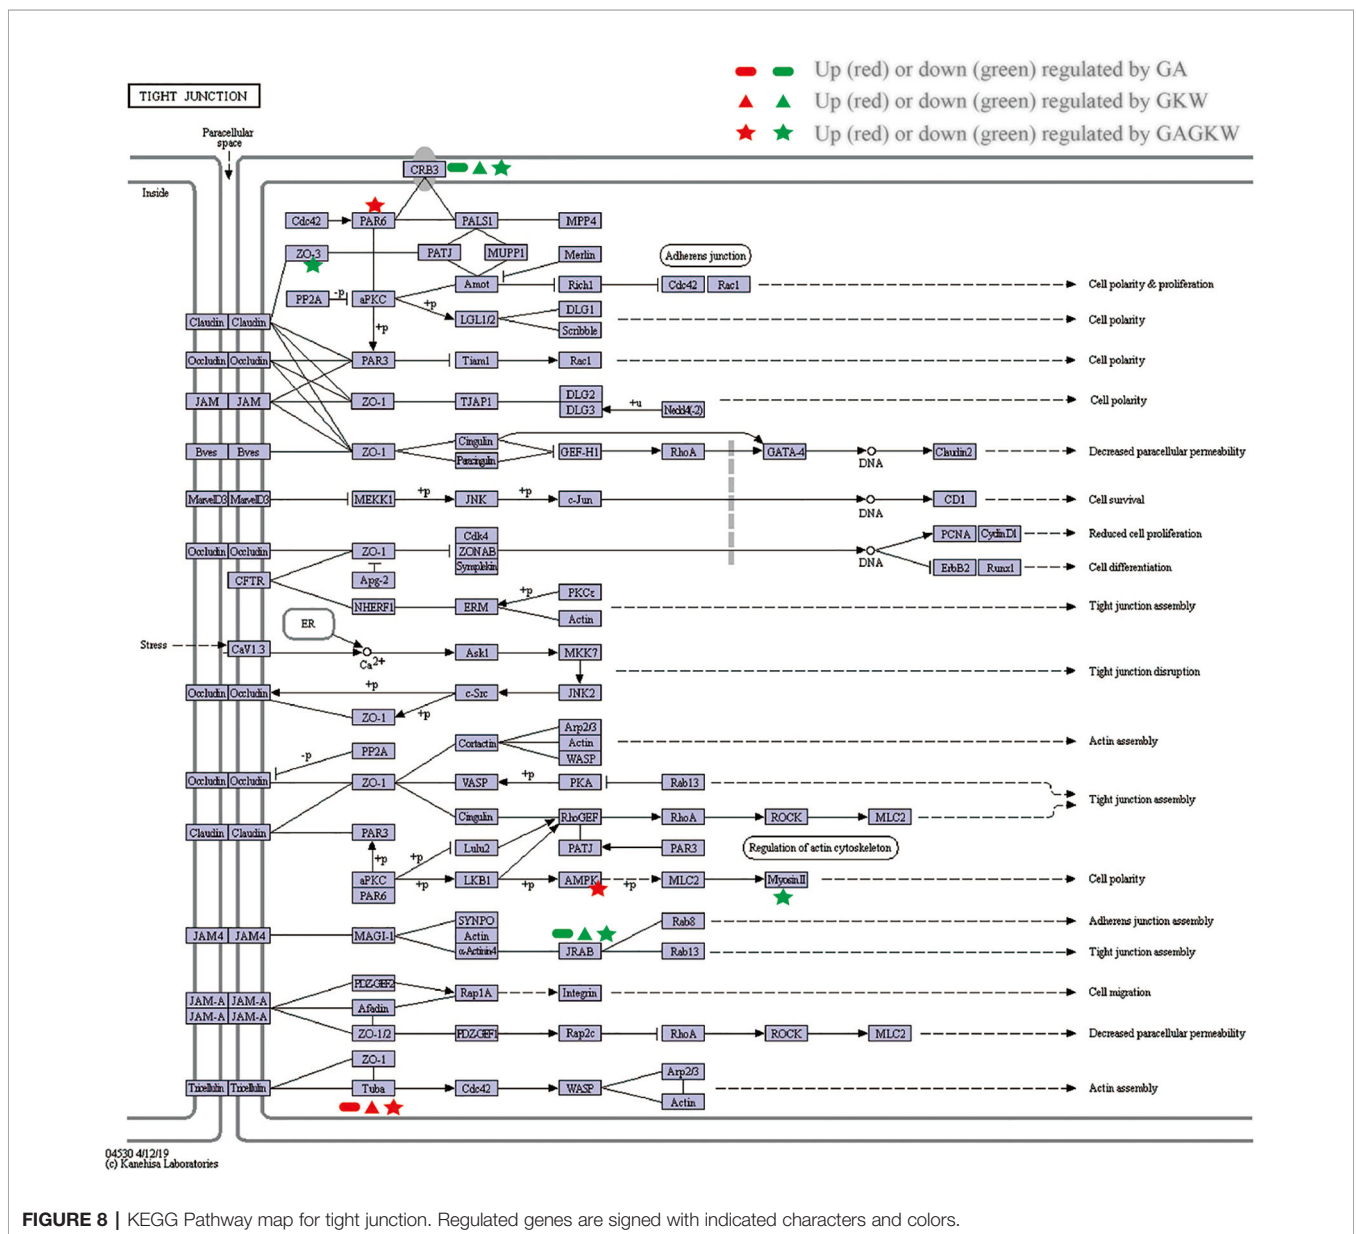 Up (red) or down (green) regulated by GA
TIGHT JUNCTION
Up (red) or down (green) regulated by GKW
Up (red) or down (green) regulated by GAGKW
Paracellular
space
Inside
CRB3
Cdc42 PAR6 PALS1 MPP4
ZO-3 PATJ MUPP1 Merlin Adherens junction
Amot Rich1 Cdc42 Rac1 Cell polarity & proliferation
PP2A -p aPKC +p
LGL1/2 DLG1 Cell polarity
Scribble
Claudin Claudin
+p
Occludin Occludin PAR3 Tiam1 Rac1 Cell polarity
JAM JAM ZO-1 TJAP1 DLG2 Cell polarity
DLG3 +u Nedd4(-2)
Cingulin
Bves Bves ZO-1 GEF-H1 RhoA GATA-4 DNA Claudin2 Decreased paracellular permeability
Paracingulin
MarvelD3 MarvelD3 MEKK1 +p JNK +p c-Jun DNA CD1 Cell survival
Cdk4 PCNA CyclinD1 Reduced cell proliferation
Occludin Occludin ZO-1 ZONAB DNA
Symplekin ErbB2 Runx1 Cell differentiation
CFTR Apg-2
+p PKCε
NHERF1 ERM Tight junction assembly
Actin
ER
Stress CaV1.3 Ca2+ Ask1 MKK7
Tight junction disruption
Occludin Occludin +p c-Src JNK2
ZO-1 +p
Arp2/3
Cortactin Actin Actin assembly
PP2A WASP
-p
Occludin Occludin ZO-1 VASP +p PKA Rab13
Tight junction assembly
Cingulin RhoGEF RhoA ROCK MLC2
Claudin Claudin PAR3
+p +p Lulu2 PATJ PAR3 Regulation of actin cytoskeleton
aPKC +p LKB1 +p AMPK +p MLC2 Myosin II Cell polarity
PAR6
SYNPO Rab8 Adherens junction assembly
JAM4 JAM4 MAGI-1 Actin
α-Actinin4 JRAB Rab13 Tight junction assembly
PDZ-GEF2
JAM-A JAM-A Rap1A Integrin Cell migration
JAM-A JAM-A Afadin
ZO-1/2 PDZ-GEF1 Rap2c RhoA ROCK MLC2 Decreased paracellular permeability
ZO-1
Arp2/3
Tricellulin Tricellulin Tuba Cdc42 WASP Actin assembly
Actin
04530 4/12/19
(c) Kanehisa Laboratories
FIGURE 8 | KEGG Pathway map for tight junction. Regulated genes are signed with indicated characters and colors.